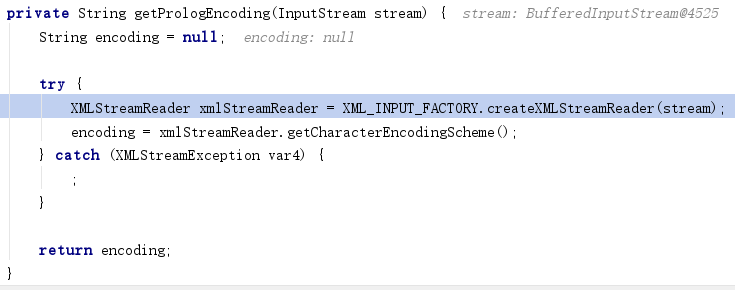 private String getPrologEncoding(InputStream stream) {  stream: BufferedInputStream@4525
    String encoding = null;  encoding: null
    try {
        XMLStreamReader xmlStreamReader = XML_INPUT_FACTORY.createXMLStreamReader(stream);
        encoding = xmlStreamReader.getCharacterEncodingScheme();
    } catch (XMLStreamException var4) {
        ;
    }
    return encoding;
}